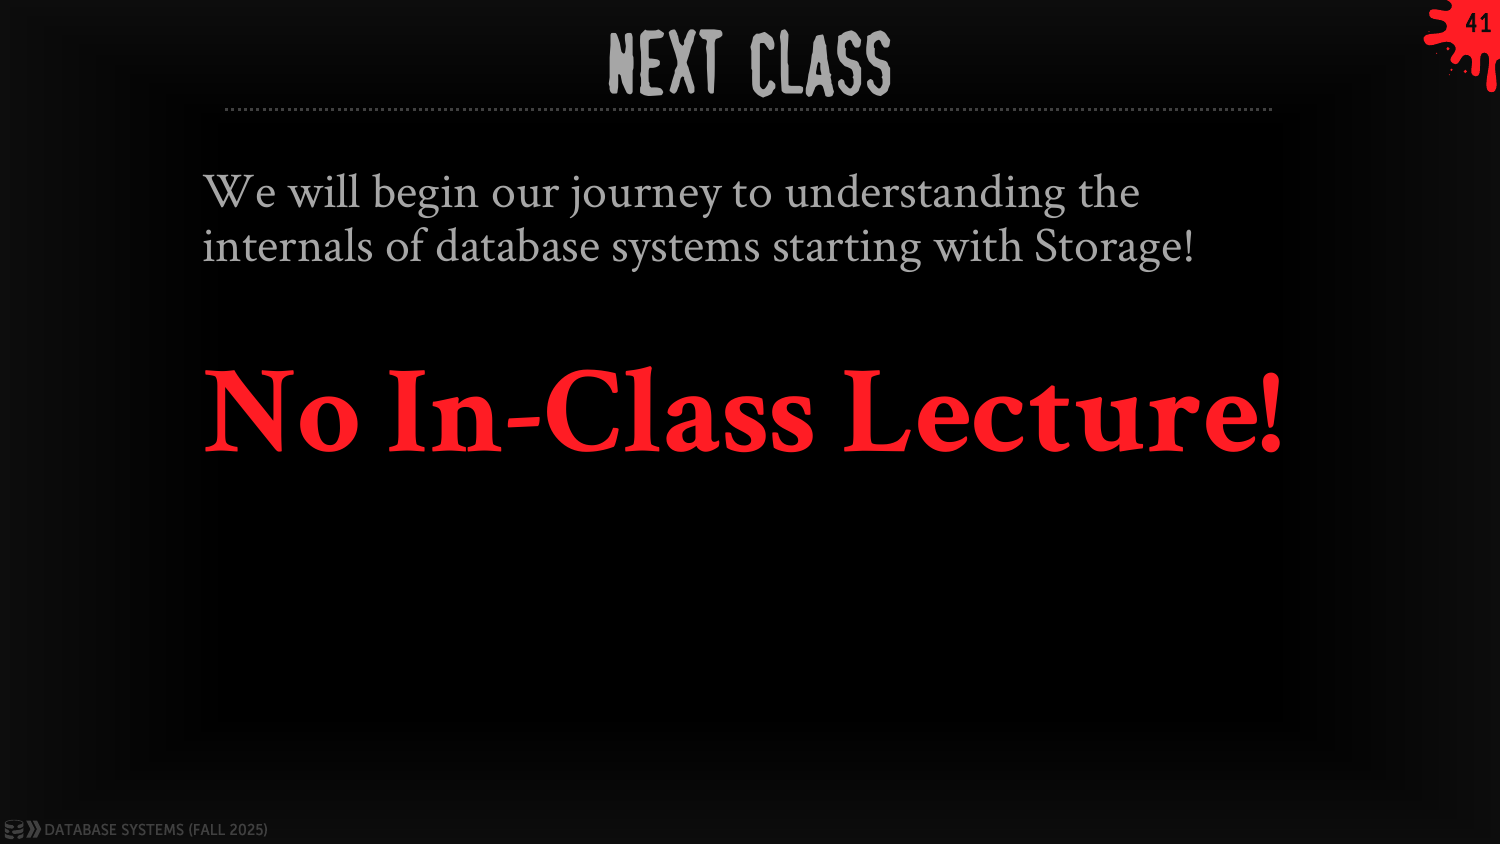 NEXT CLASS
41
We will begin our journey to understanding the
internals of database systems starting with Storage!
No In-Class Lecture!
DATABASE SYSTEMS (FALL 2025)